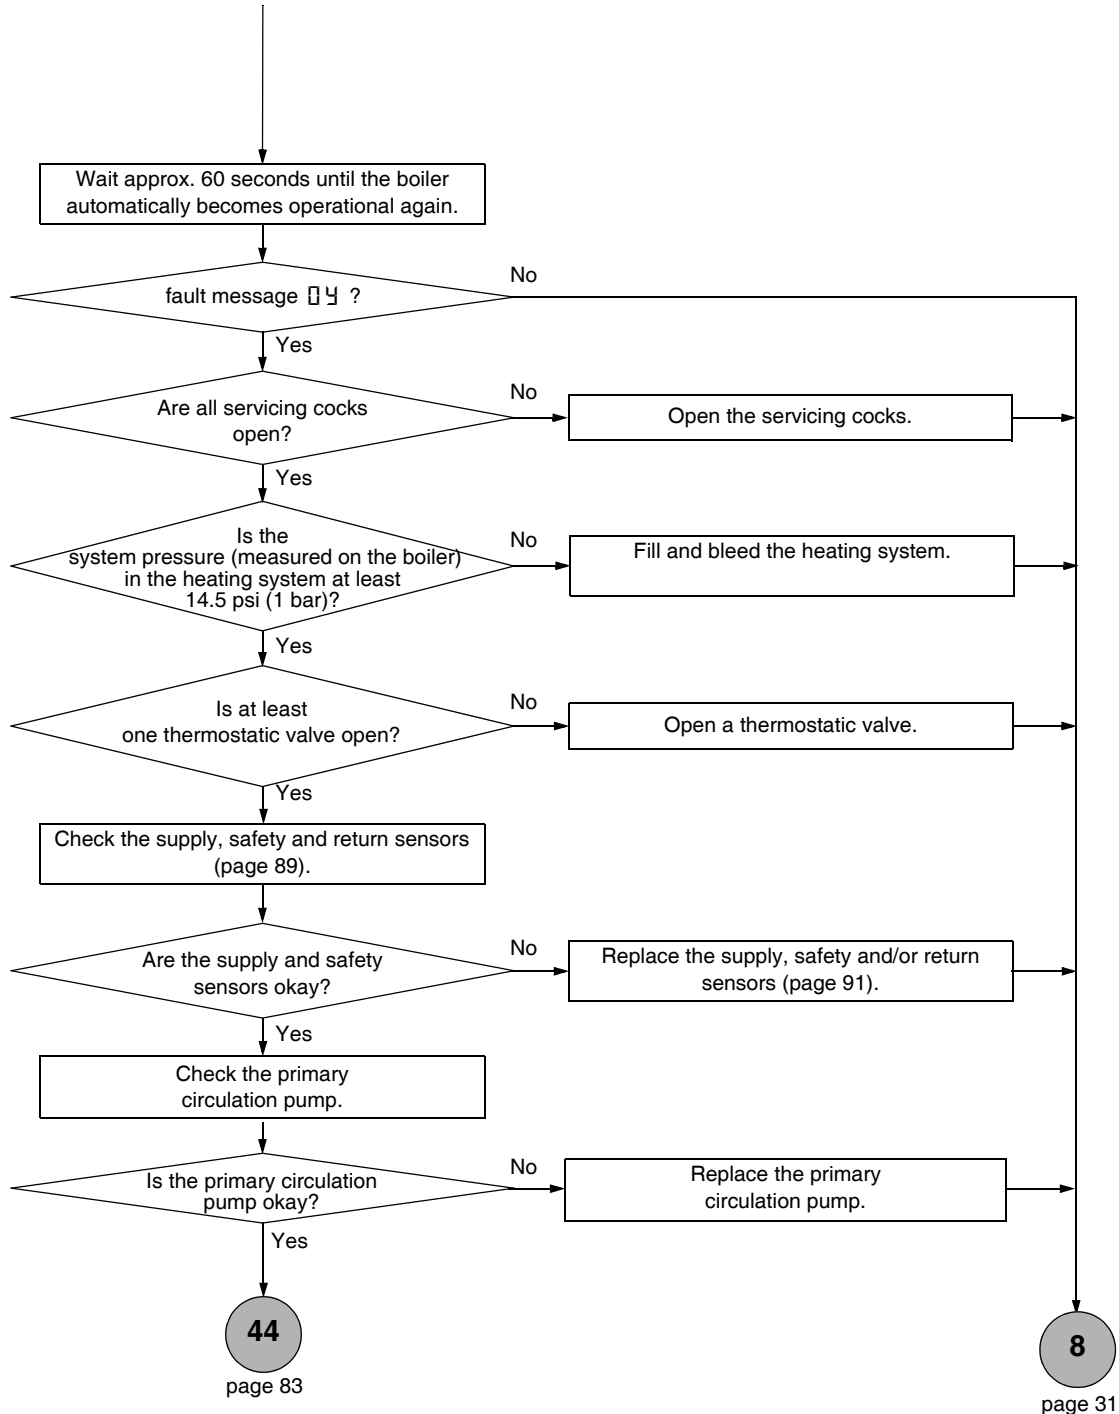 Wait approx. 60 seconds until the boiler
automatically becomes operational again.
No
fault message 0Y ?
Yes
No
Are all servicing cocks
open?
Open the servicing cocks.
Yes
Is the
system pressure (measured on the boiler)
in the heating system at least
14.5 psi (1 bar)?
No
Fill and bleed the heating system.
Yes
No
Is at least
one thermostatic valve open?
Open a thermostatic valve.
Yes
Check the supply, safety and return sensors
(page 89).
No
Are the supply and safety
sensors okay?
Replace the supply, safety and/or return
sensors (page 91).
Yes
Check the primary
circulation pump.
No
Is the primary circulation
pump okay?
Replace the primary
circulation pump.
Yes
44
page 83
8
page 31